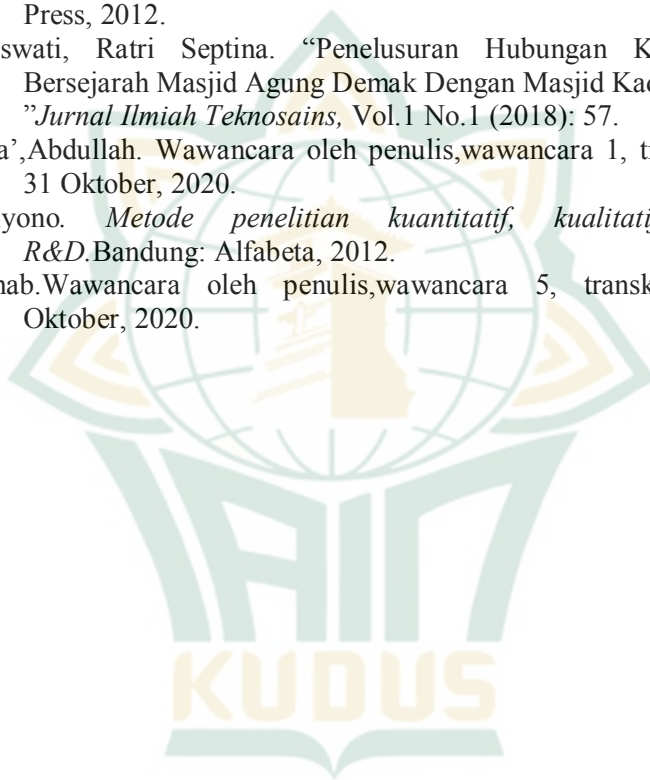 Press, 2012.
swati, Ratri Septina. “Penelusuran Hubungan K
Bersejarah Masjid Agung Demak Dengan Masjid Kad
”Jurnal Ilmiah Teknosains, Vol.1 No.1 (2018): 57.
a’,Abdullah. Wawancara oleh penulis,wawancara 1, t
31 Oktober, 2020.
yono. Metode penelitian kuantitatif, kualitati
R&D.Bandung: Alfabeta, 2012.
nab.Wawancara oleh penulis,wawancara 5, transk
Oktober, 2020.
IAIN
KUDUS